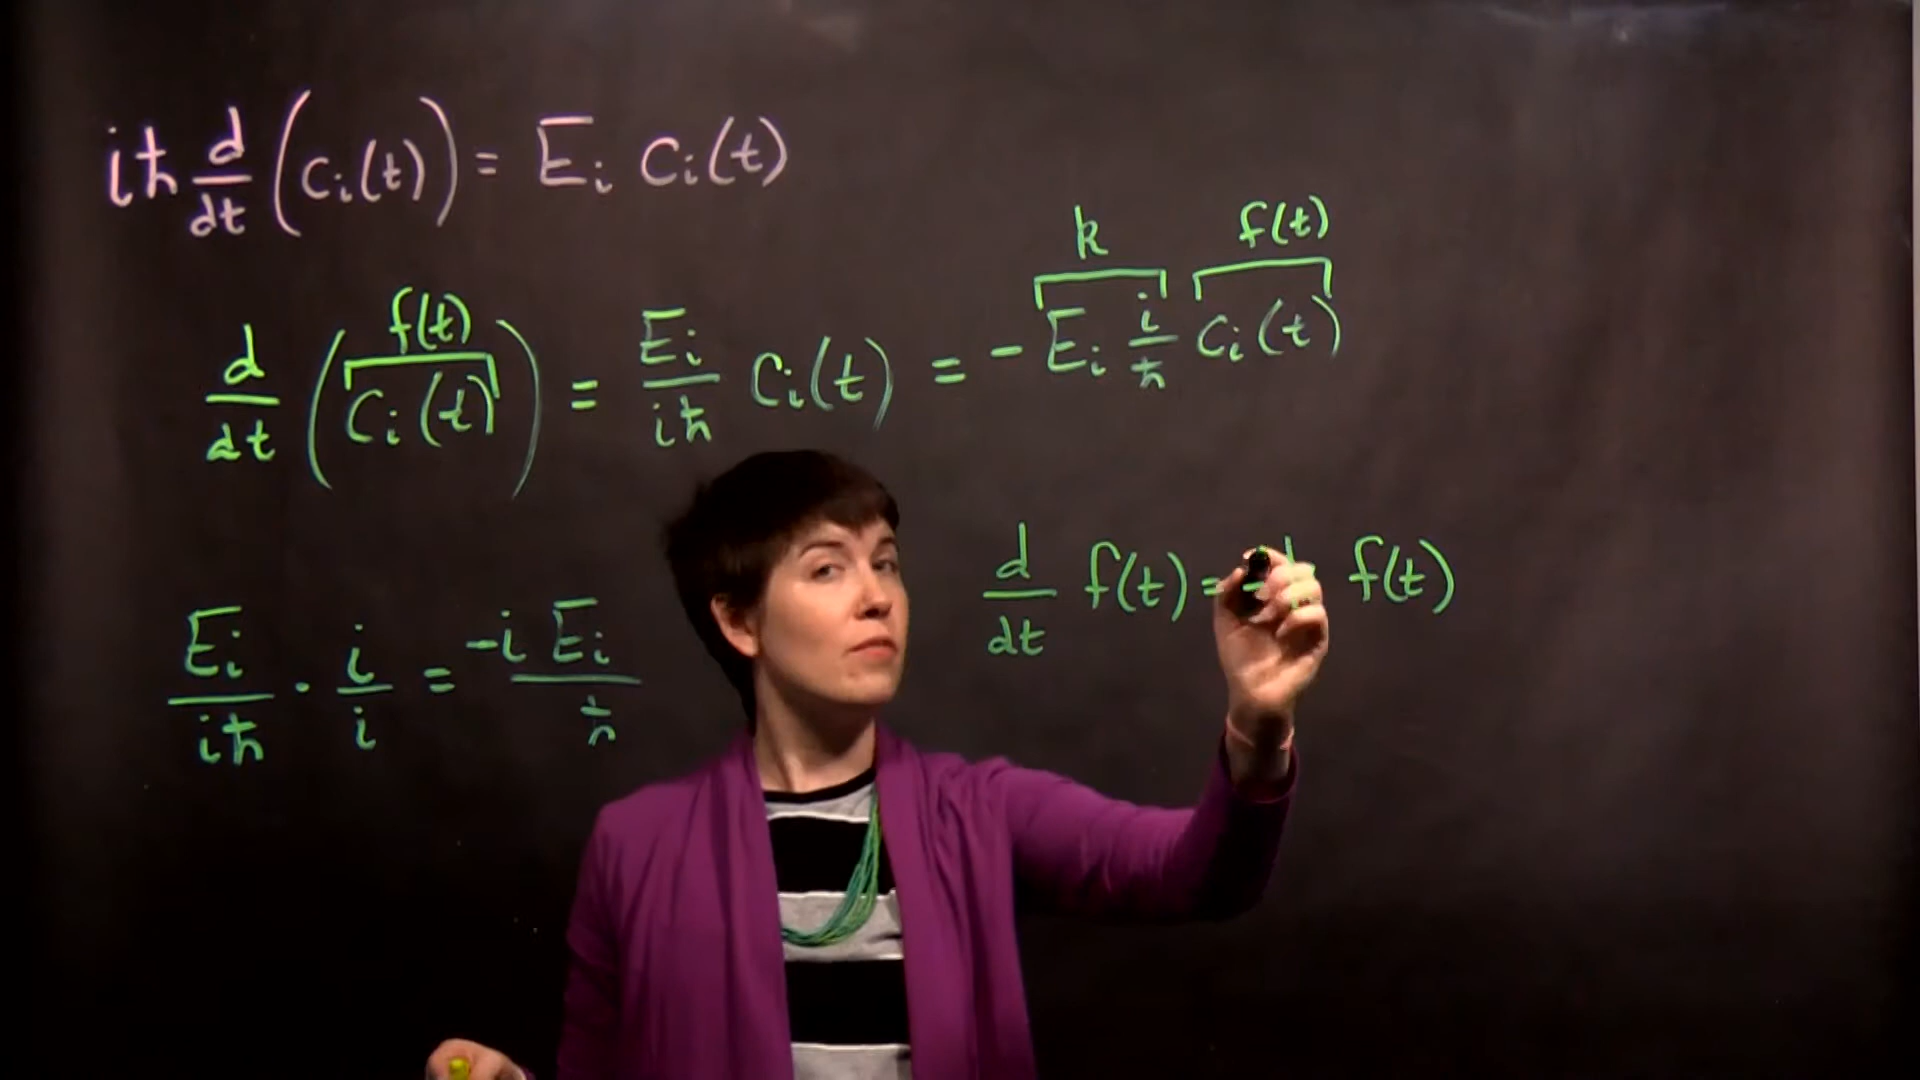 iħ d/dt (Cᵢ(t)) = Eᵢ Cᵢ(t)
k f(t)
f(t)
d/dt (Cᵢ(t)) = Eᵢ/iħ Cᵢ(t) = - Eᵢ i/ħ Cᵢ(t)
d/dt f(t) = f(t)
Eᵢ/iħ · i/i = -i Eᵢ/ħ